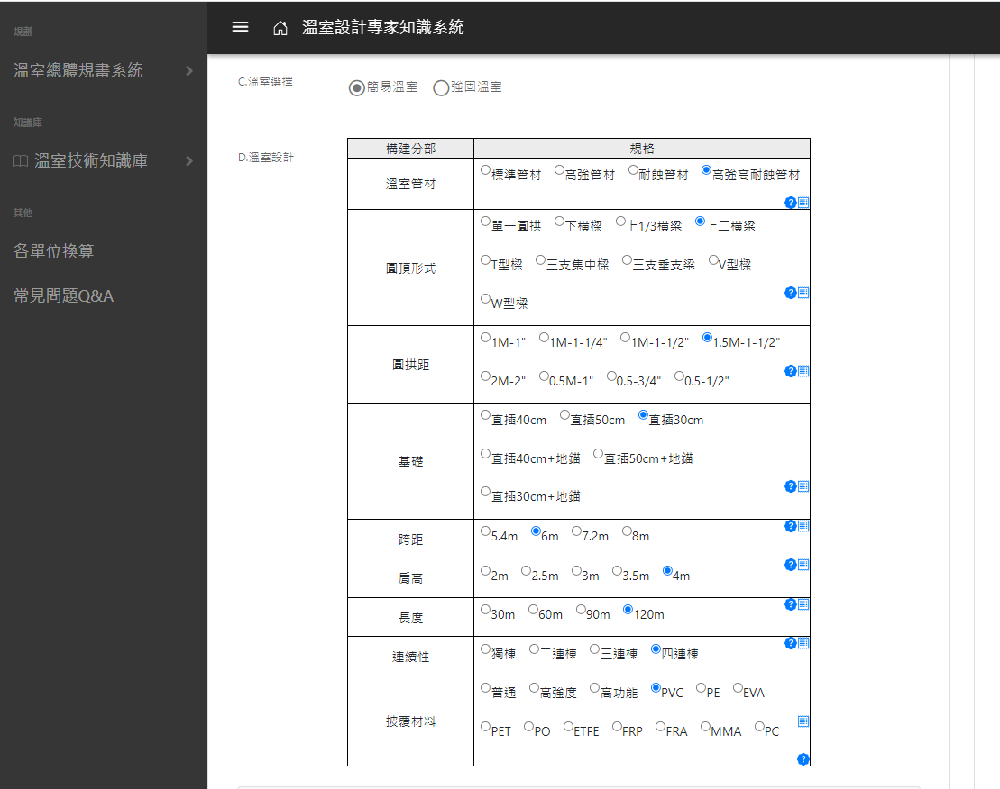 規劃
溫室總體規畫系統
知識庫
溫室技術知識庫
其他
各單位換算
常見問題Q&A
溫室設計專家知識系統
C.溫室選擇
簡易溫室 強固溫室
D.溫室設計
構建分部 規格
溫室管材
標準管材 高強管材 耐蝕管材 高強高耐蝕管材
圓頂形式
單一圓拱 下橫樑 上1/3橫梁 上二橫梁
T型樑 三支集中樑 三支垂支梁 V型樑
W型樑
圓拱距
1M-1" 1M-1-1/4" 1M-1-1/2" 1.5M-1-1/2"
2M-2" 0.5M-1" 0.5-3/4" 0.5-1/2"
基礎
直插40cm 直插50cm 直插30cm
直插40cm+地錨 直插50cm+地錨
直插30cm+地錨
跨距
5.4m 6m 7.2m 8m
肩高
2m 2.5m 3m 3.5m 4m
長度
30m 60m 90m 120m
連續性
獨棟 二連棟 三連棟 四連棟
披覆材料
普通 高強度 高功能 PVC PE EVA
PET PO ETFE FRP FRA MMA PC